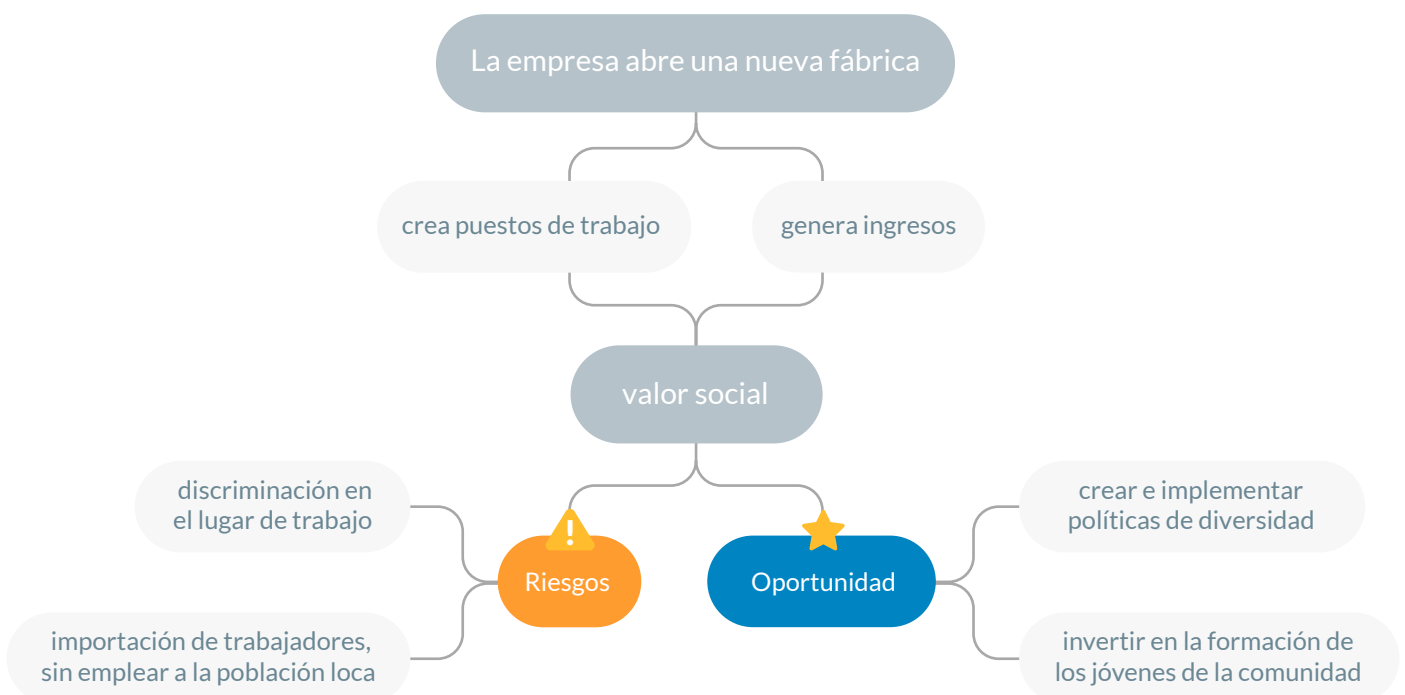 La empresa abre una nueva fábrica
crea puestos de trabajo
genera ingresos
valor social
discriminación en
el lugar de trabajo
crear e implementar
políticas de diversidad
Riesgos
Oportunidad
importación de trabajadores,
sin emplear a la población loca
invertir en la formación de
los jóvenes de la comunidad